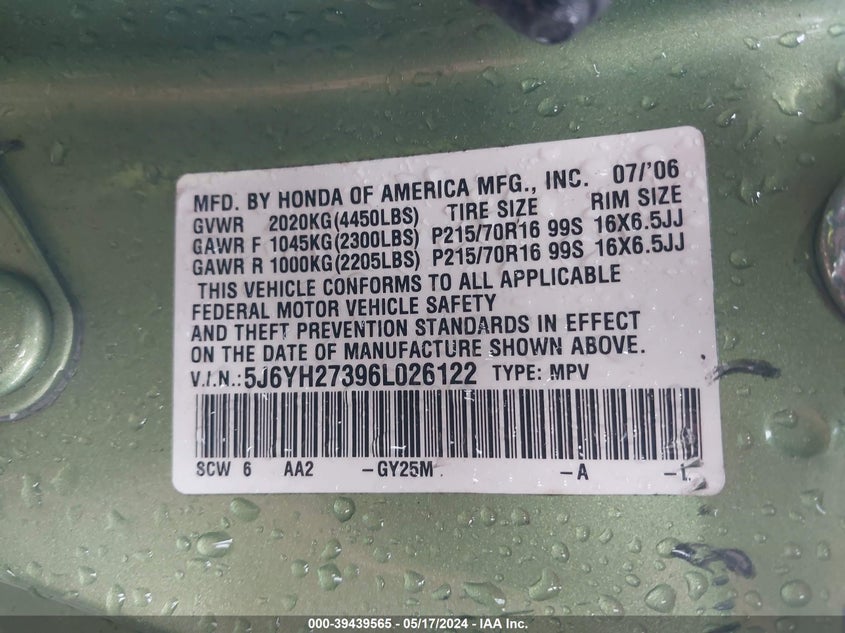 MFD. BY HONDA OF AMERICA MFG., INC. 07/'06
GVWR 2020KG(4450LBS) TIRE SIZE RIM SIZE
GAWR F 1045KG(2300LBS) P215/70R16 99S 16X6.5JJ
GAWR R 1000KG(2205LBS) P215/70R16 99S 16X6.5JJ
THIS VEHICLE CONFORMS TO ALL APPLICABLE
FEDERAL MOTOR VEHICLE SAFETY
AND THEFT PREVENTION STANDARDS IN EFFECT
ON THE DATE OF MANUFACTURE SHOWN ABOVE.
V.I.N.:5J6YH27396L026122 TYPE: MPV
SCW 6 AA2 -GY25M -A -L
000-39439565 - 05/17/2024 - IAA Inc.